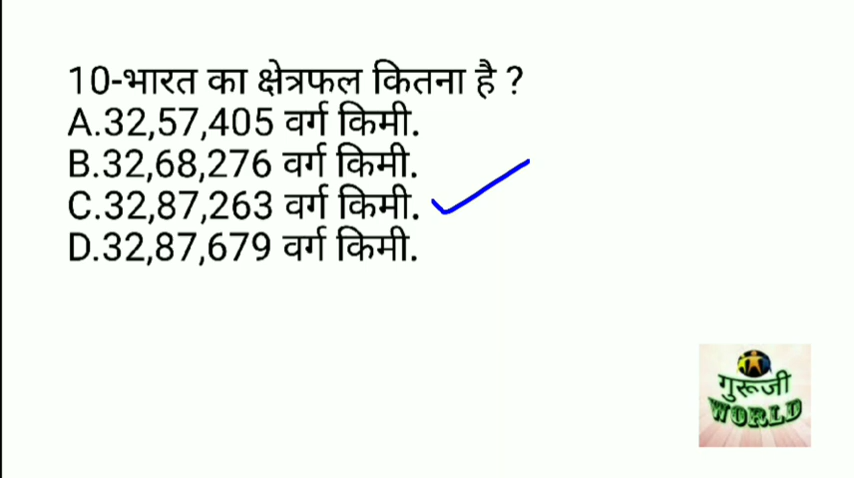 10-भारत का क्षेत्रफल कितना है ?
A.32,57,405 वर्ग किमी.
B.32,68,276 वर्ग किमी.
C.32,87,263 वर्ग किमी.
D.32,87,679 वर्ग किमी.
गुरूजी
WORLD